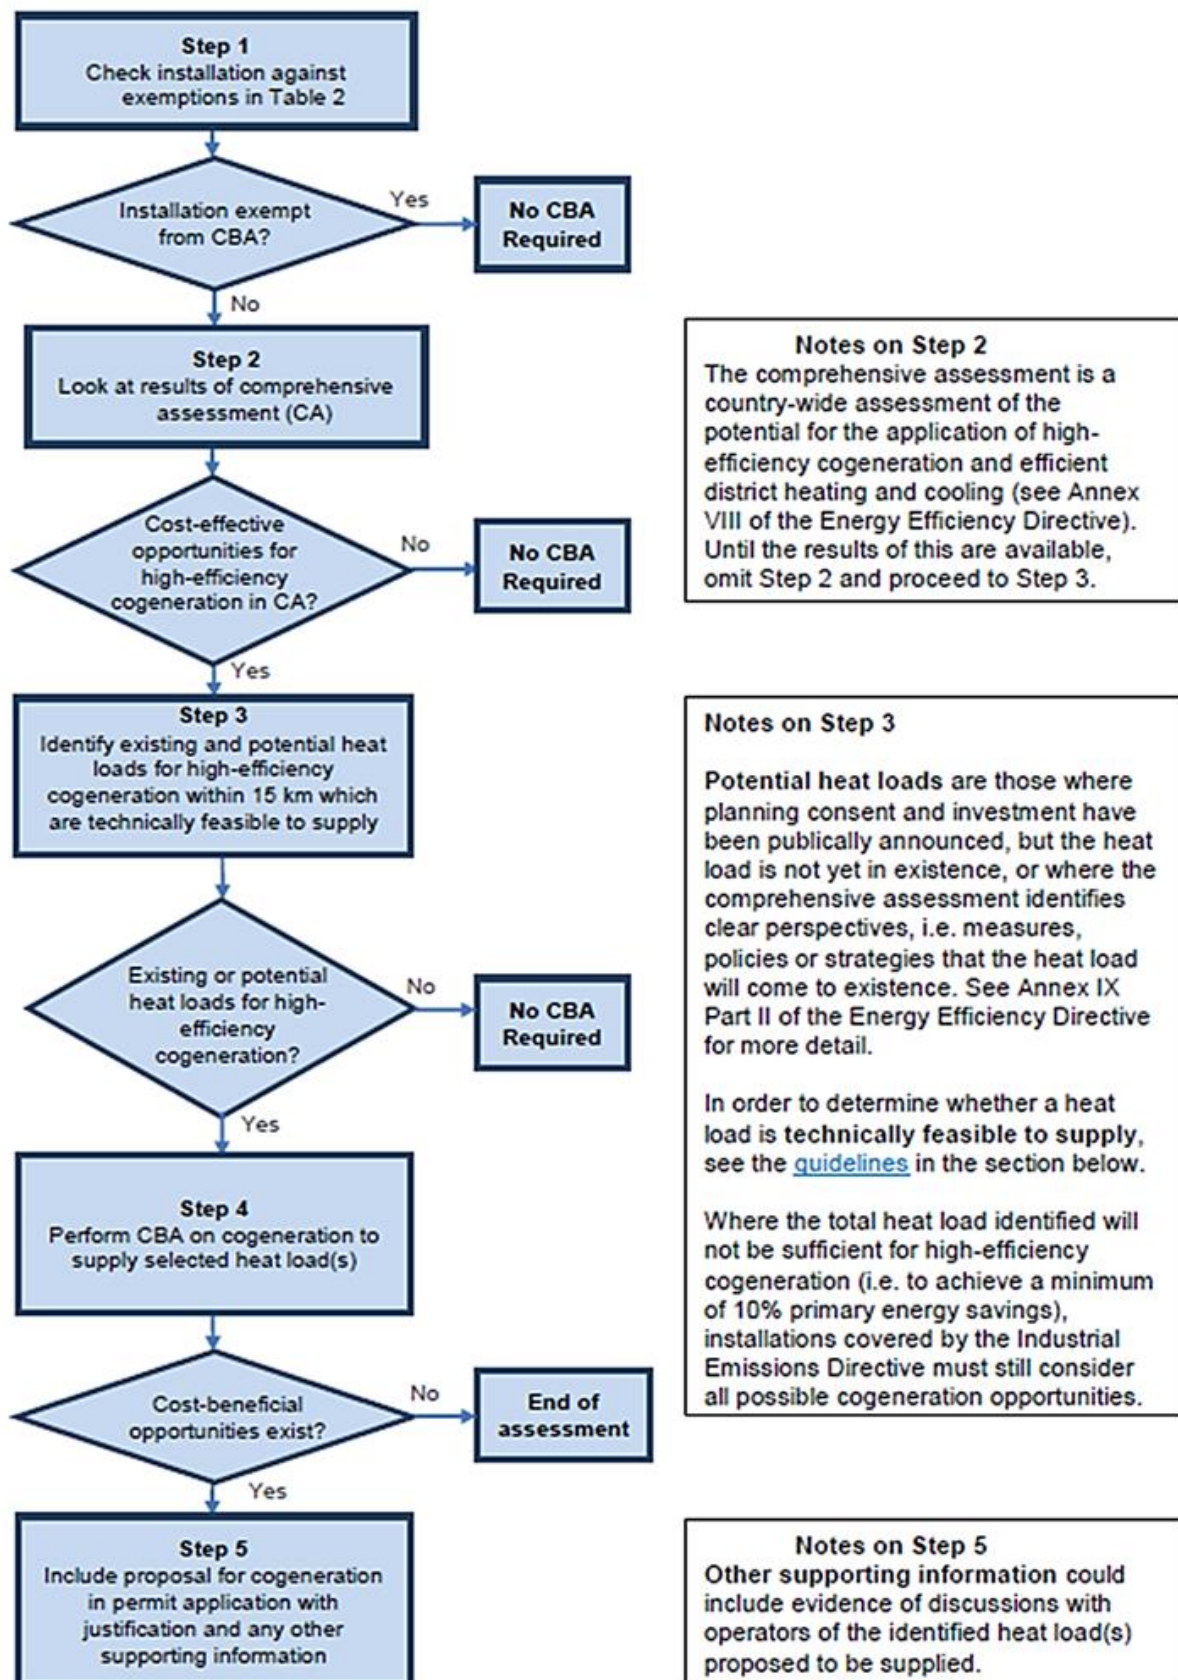 Step 1
Check installation against
exemptions in Table 2
Installation exempt
from CBA?
Yes
No CBA
Required
No
Step 2
Look at results of comprehensive
assessment (CA)
Notes on Step 2
The comprehensive assessment is a
country-wide assessment of the
potential for the application of high-
efficiency cogeneration and efficient
district heating and cooling (see Annex
VIII of the Energy Efficiency Directive).
Until the results of this are available,
omit Step 2 and proceed to Step 3.
Cost-effective
opportunities for
high-efficiency
cogeneration in CA?
No
No CBA
Required
Yes
Step 3
Identify existing and potential heat
loads for high-efficiency
cogeneration within 15 km which
are technically feasible to supply
Notes on Step 3
Potential heat loads are those where
planning consent and investment have
been publically announced, but the heat
load is not yet in existence, or where the
comprehensive assessment identifies
clear perspectives, i.e. measures,
policies or strategies that the heat load
will come to existence. See Annex IX
Part II of the Energy Efficiency Directive
for more detail.
In order to determine whether a heat
load is technically feasible to supply,
see the guidelines in the section below.
Where the total heat load identified will
not be sufficient for high-efficiency
cogeneration (i.e. to achieve a minimum
of 10% primary energy savings),
installations covered by the Industrial
Emissions Directive must still consider
all possible cogeneration opportunities.
Existing or potential
heat loads for high-
efficiency
cogeneration?
No
No CBA
Required
Yes
Step 4
Perform CBA on cogeneration to
supply selected heat load(s)
Cost-beneficial
opportunities exist?
No
End of
assessment
Yes
Step 5
Include proposal for cogeneration
in permit application with
justification and any other
supporting information
Notes on Step 5
Other supporting information could
include evidence of discussions with
operators of the identified heat load(s)
proposed to be supplied.